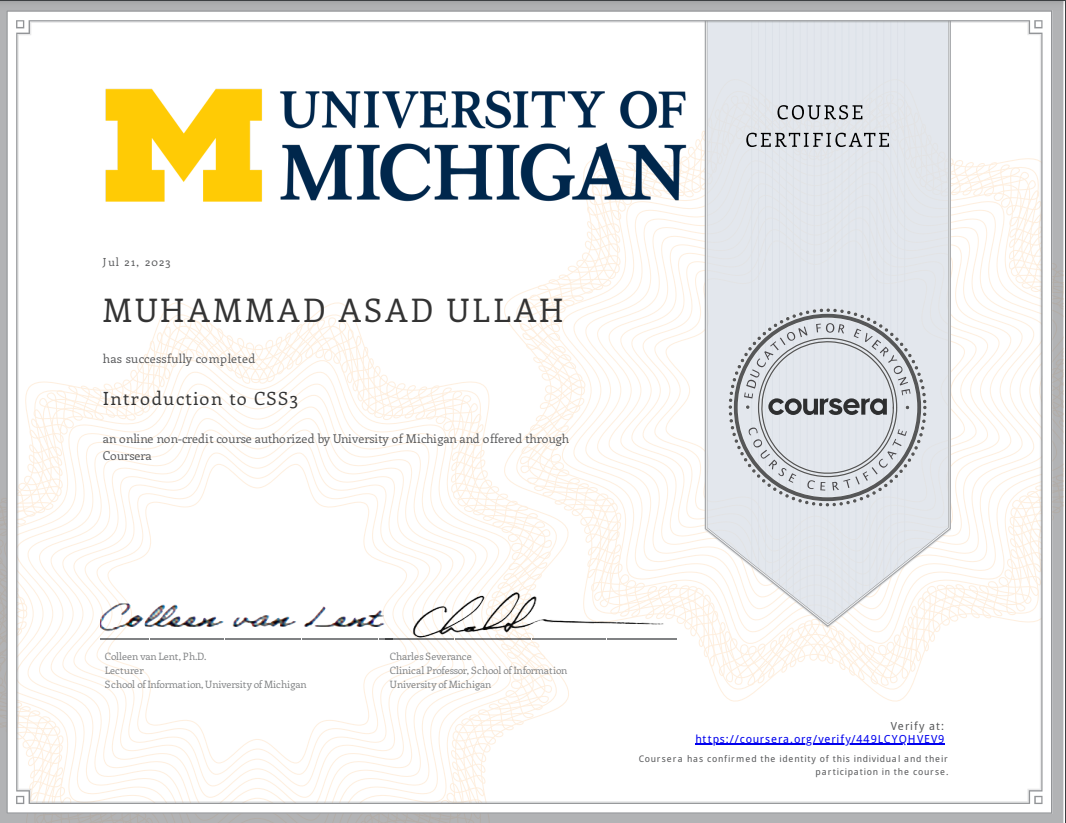 UNIVERSITY OF
MICHIGAN
COURSE
CERTIFICATE
Jul 21, 2023
MUHAMMAD ASAD ULLAH
has successfully completed
Introduction to CSS3
an online non-credit course authorized by University of Michigan and offered through
Coursera
EDUCATION FOR EVERYONE
coursera
COURSE CERTIFICATE
Colleen van Lent
Colleen van Lent, Ph.D.
Lecturer
School of Information, University of Michigan
Charles Severance
Clinical Professor, School of Information
University of Michigan
Verify at:
https://coursera.org/verify/449LCYQHVEV9
Coursera has confirmed the identity of this individual and their
participation in the course.